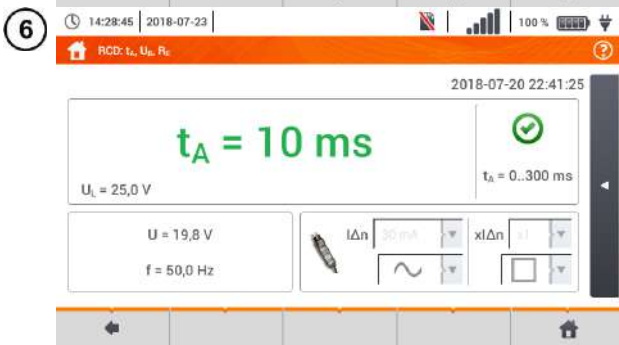 6
14:28:45 2018-07-23 100 %
RCD: tA, UB, RE
2018-07-20 22:41:25
tA = 10 ms
tA = 0..300 ms
UL = 25,0 V
U = 19,8 V
f = 50,0 Hz
IΔn 30 mA xIΔn x1